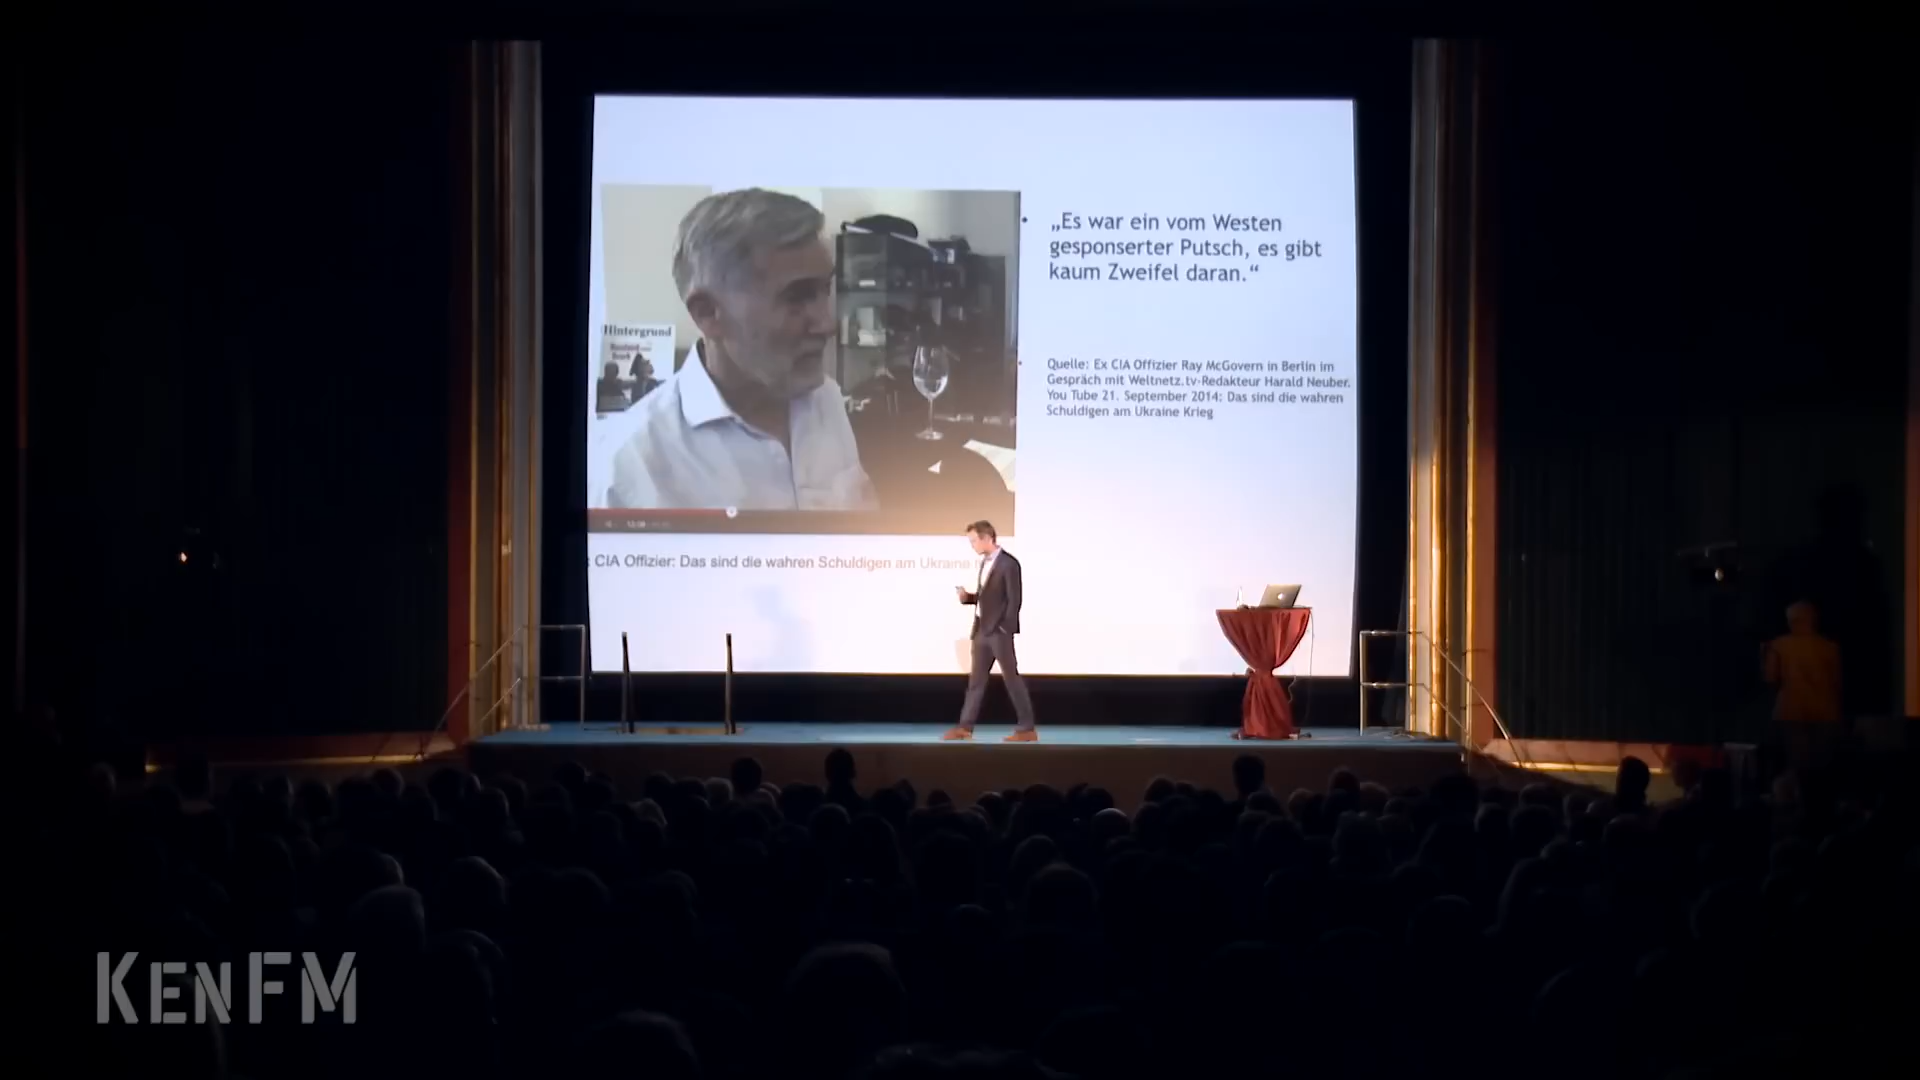 „Es war ein vom Westen
gesponserter Putsch, es gibt
kaum Zweifel daran.“
Hintergrund
Quelle: Ex CIA Offizier Ray McGovern in Berlin im
Gespräch mit Weltnetz.tv-Redakteur Harald Neuber.
You Tube 21. September 2014: Das sind die wahren
Schuldigen am Ukraine Krieg
CIA Offizier: Das sind die wahren Schuldigen am Ukraine
KENFM